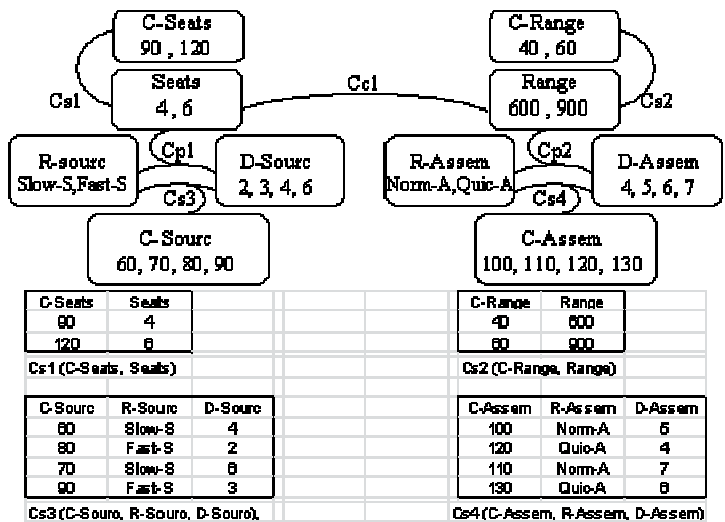 C-Seats
90 , 120
C-Range
40 , 60
Seats
4, 6
Cc1
Range
600 , 900
Cs1
Cs2
Cp1
Cp2
R-sourc
Slow-S,Fast-S
D-Sourc
2, 3, 4, 6
R-Assem
Norm-A,Quic-A
D-Assem
4, 5, 6, 7
Cs3
Cs4
C-Sourc
60, 70, 80, 90
C-Assem
100, 110, 120, 130
C-Seats Seats
90 4
120 6
Cs1 (C-Seats, Seats)
C-Range Range
40 600
60 900
Cs2 (C-Range, Range)
C-Sourc R-Sourc D-Sourc
60 Slow-S 4
80 Fast-S 2
70 Slow-S 6
90 Fast-S 3
Cs3 (C-Sourc, R-Sourc, D-Sourc),
C-Assem R-Assem D-Assem
100 Norm-A 5
120 Quic-A 4
110 Norm-A 7
130 Quic-A 6
Cs4 (C-Assem, R-Assem, D-Assem)